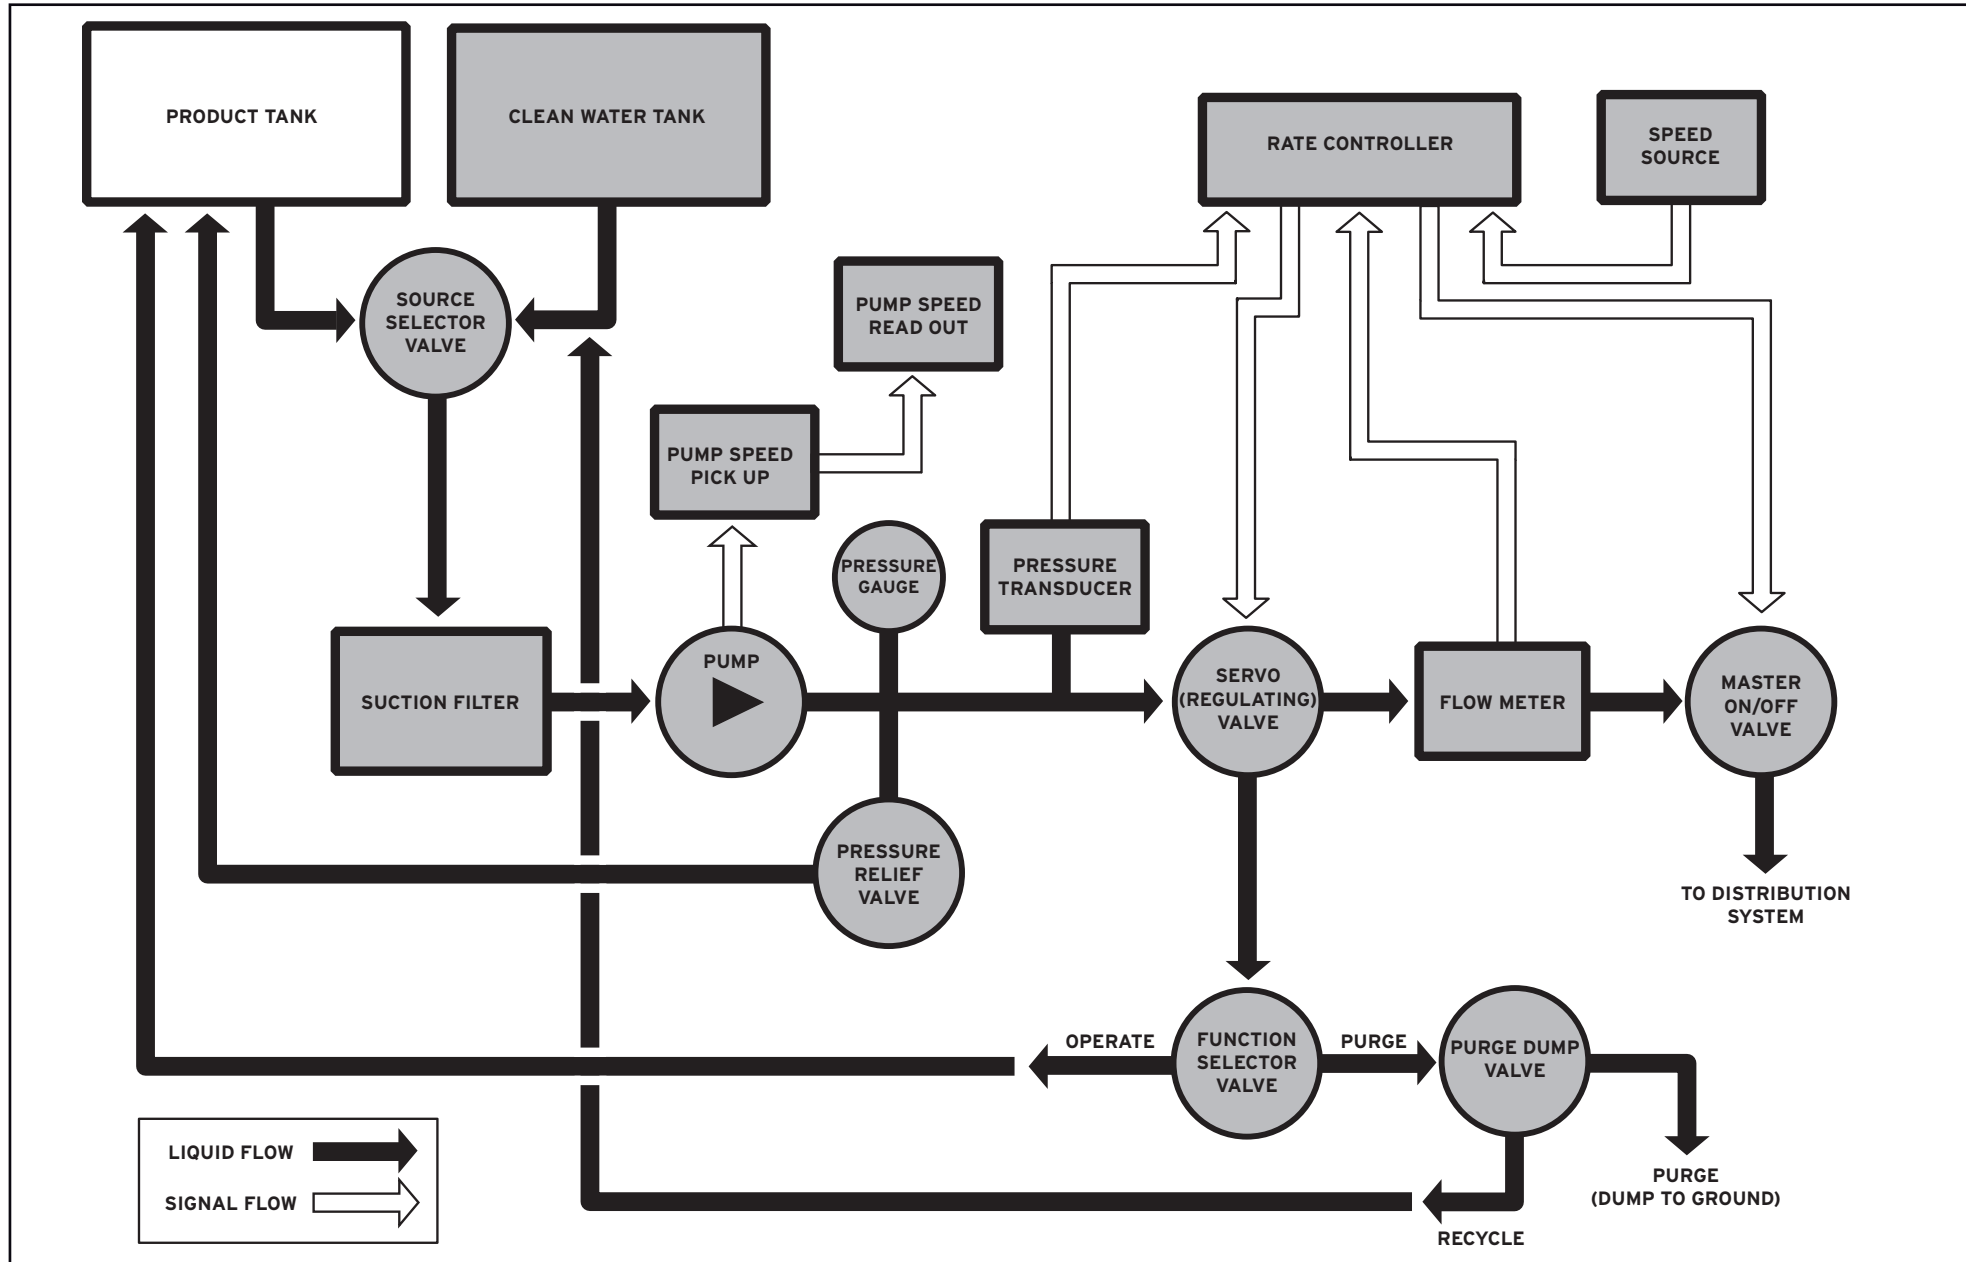 PRODUCT TANK
CLEAN WATER TANK
RATE CONTROLLER
SPEED
SOURCE
SOURCE
SELECTOR
VALVE
PUMP SPEED
READ OUT
PUMP SPEED
PICK UP
PRESSURE
GAUGE
PRESSURE
TRANSDUCER
SUCTION FILTER
PUMP
SERVO
(REGULATING)
VALVE
FLOW METER
MASTER
ON/OFF
VALVE
PRESSURE
RELIEF
VALVE
TO DISTRIBUTION
SYSTEM
OPERATE
FUNCTION
SELECTOR
VALVE
PURGE
PURGE DUMP
VALVE
LIQUID FLOW
SIGNAL FLOW
PURGE
(DUMP TO GROUND)
RECYCLE